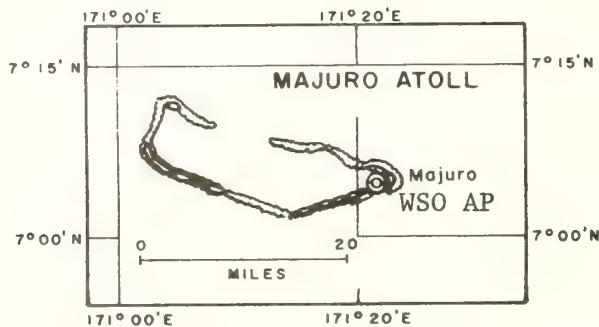 171° 00' E 171° 20' E
7° 15' N 7° 15' N
MAJURO ATOLL
Majuro
WSO AP
7° 00' N 7° 00' N
0 20
MILES
171° 00' E 171° 20' E